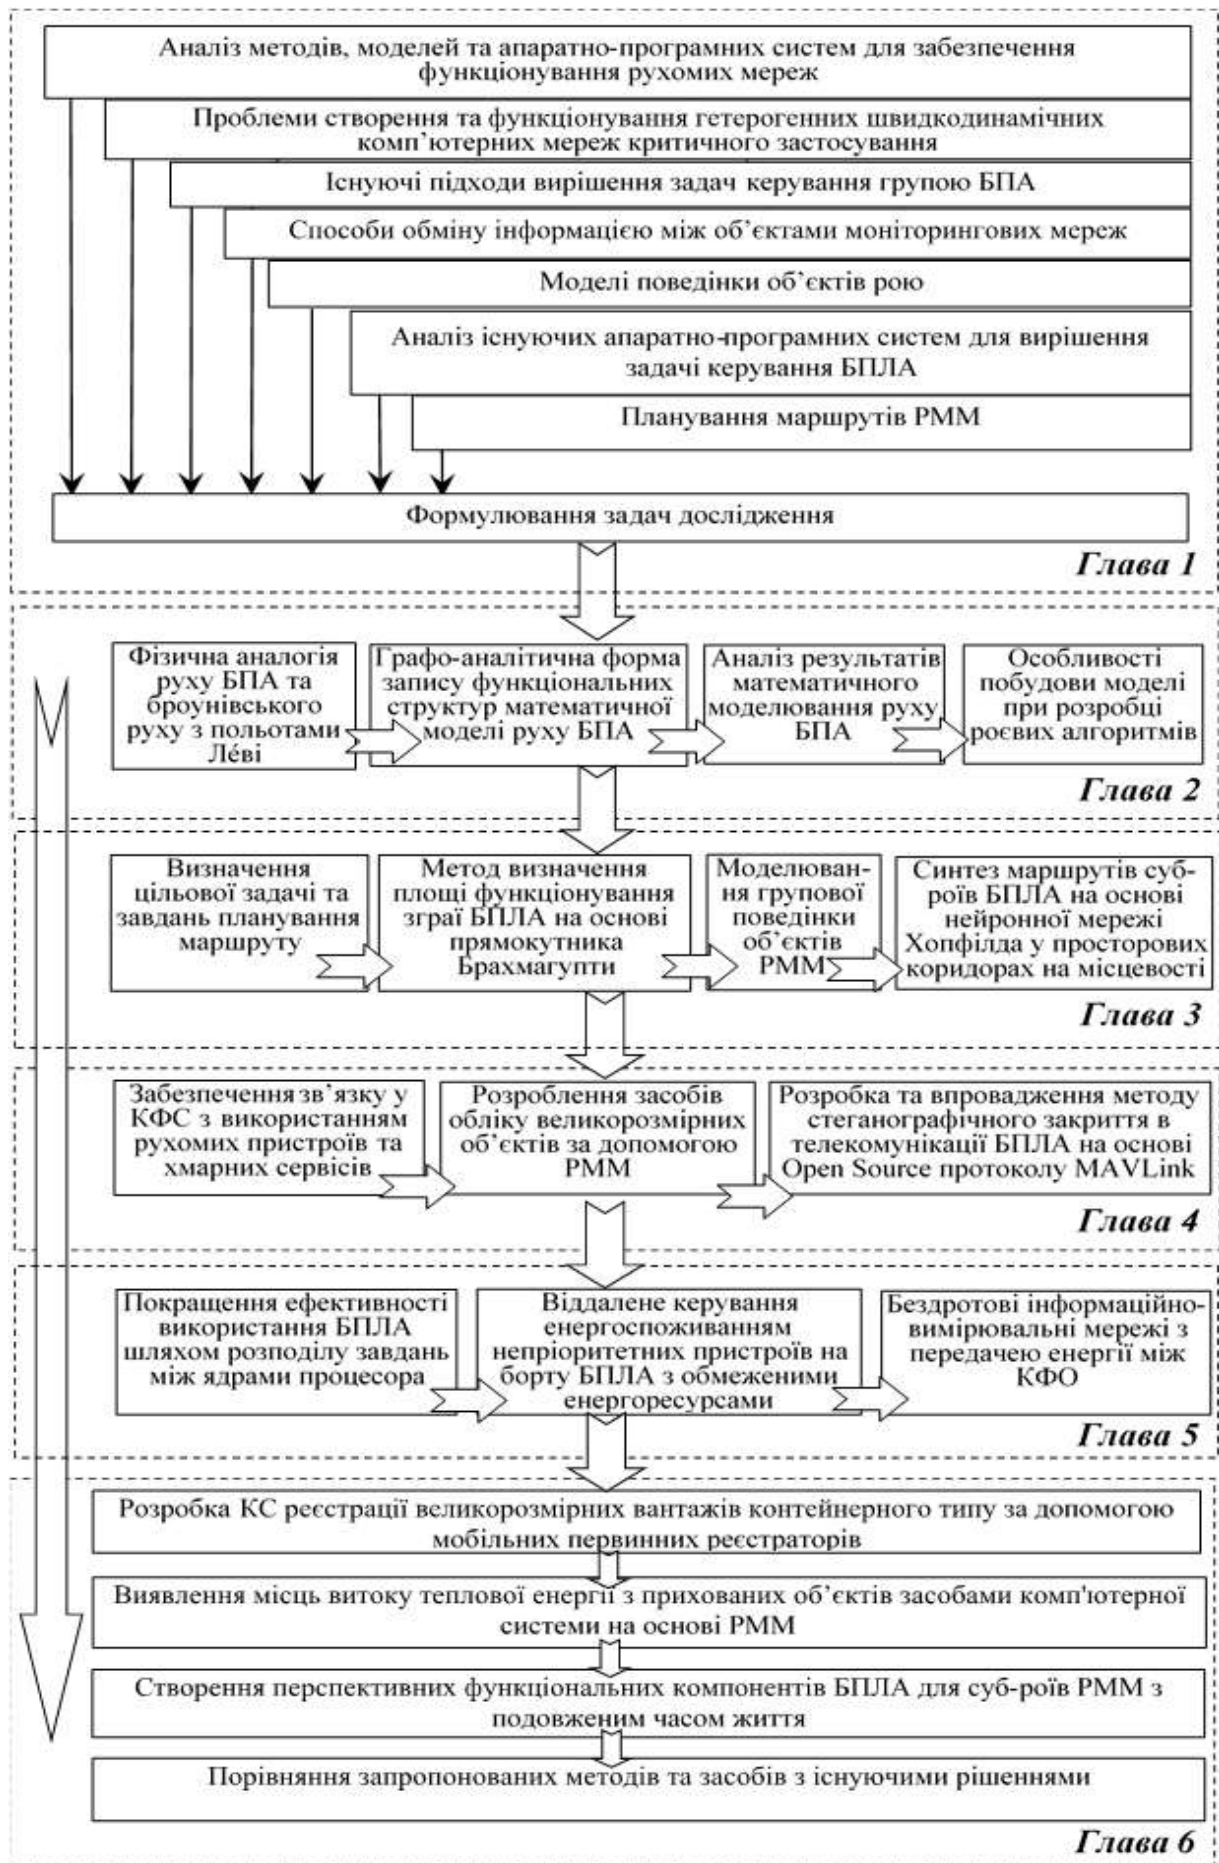 Аналіз методів, моделей та апаратно-програмних систем для забезпечення
функціонування рухомих мереж
Проблеми створення та функціонування гетерогенних швидкодинамічних
комп’ютерних мереж критичного застосування
Існуючі підходи вирішення задач керування групою БПА
Способи обміну інформацією між об’єктами моніторингових мереж
Моделі поведінки об’єктів рою
Аналіз існуючих апаратно-програмних систем для вирішення
задачі керування БПЛА
Планування маршрутів РММ
Формулювання задач дослідження
Глава 1
Фізична аналогія
руху БПА та
броунівського
руху з польотами
Ле́ві
Графо-аналітична форма
запису функціональних
структур математичної
моделі руху БПА
Аналіз результатів
математичного
моделювання руху
БПА
Особливості
побудови моделі
при розробці
роєвих алгоритмів
Глава 2
Визначення
цільової задачі та
завдань планування
маршруту
Метод визначення
площі функціонування
зграї БПЛА на основі
прямокутника
Брахмагупти
Моделюван-
ня групової
поведінки
об’єктів
РММ
Синтез маршрутів суб-
роїв БПЛА на основі
нейронної мережі
Хопфілда у просторових
коридорах на місцевості
Глава 3
Забезпечення зв’язку у
КФС з використанням
рухомих пристроїв та
хмарних сервісів
Розроблення засобів
обліку великорозмірних
об’єктів за допомогою
РММ
Розробка та впровадження методу
стеганографічного закриття в
телекомунікації БПЛА на основі
Open Source протоколу MAVLink
Глава 4
Покращення ефективності
використання БПЛА
шляхом розподілу завдань
між ядрами процесора
Віддалене керування
енергоспоживанням
непріоритетних пристроїв на
борту БПЛА з обмеженими
енергоресурсами
Бездротові інформаційно-
вимірювальні мережі з
передачею енергії між
КФО
Глава 5
Розробка КС реєстрації великорозмірних вантажів контейнерного типу за допомогою
мобільних первинних реєстраторів
Виявлення місць витоку теплової енергії з прихованих об’єктів засобами комп'ютерної
системи на основі РММ
Створення перспективних функціональних компонентів БПЛА для суб-роїв РММ з
подовженим часом життя
Порівняння запропонованих методів та засобів з існуючими рішеннями
Глава 6